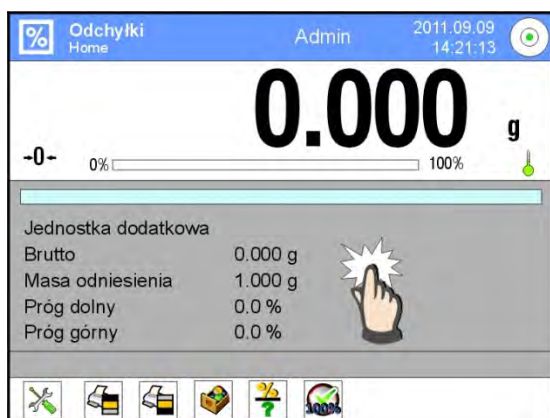 Odchyłki
Home
Admin
2011.09.09
14:21:13
0.000 g
→0←
0%
100%
Jednostka dodatkowa
Brutto 0.000 g
Masa odniesienia 1.000 g
Próg dolny 0.0 %
Próg górny 0.0 %
%
?
100%